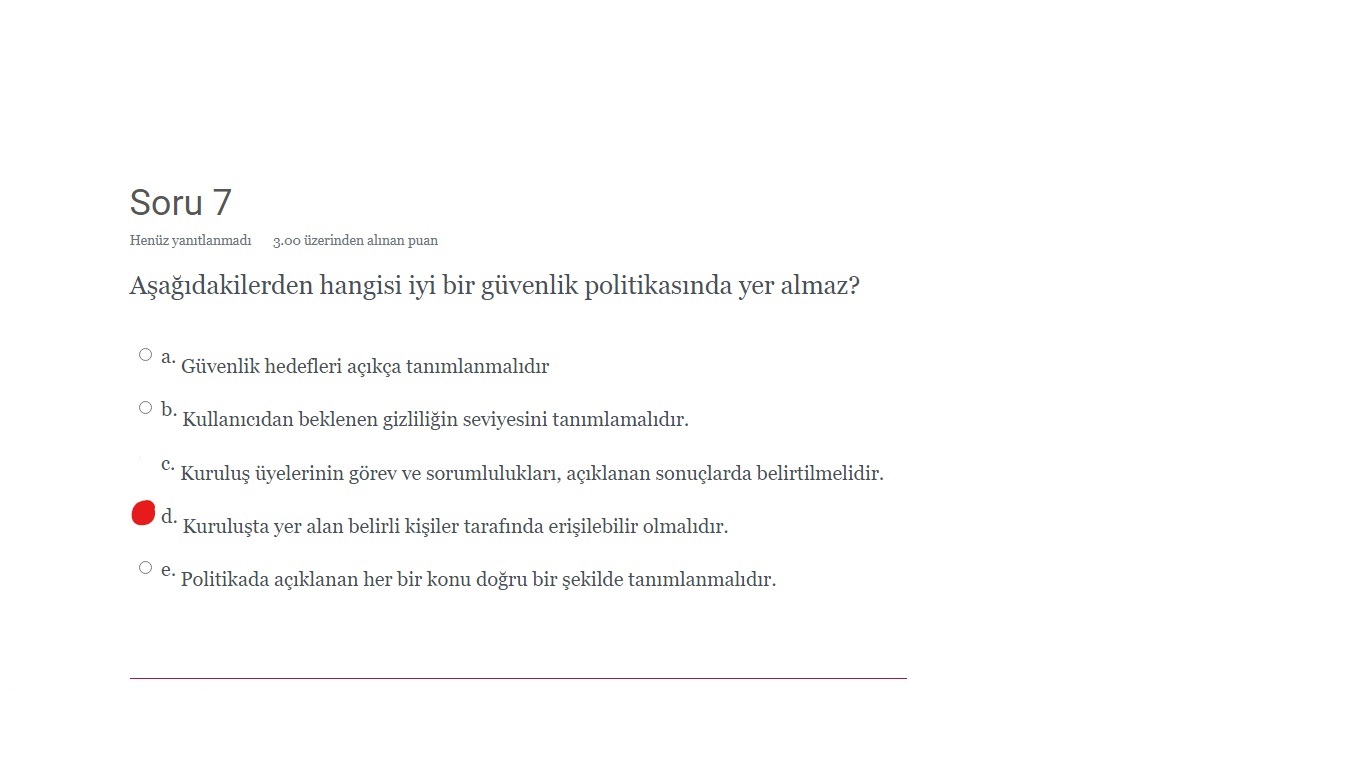 Soru 7
Henüz yanıtlanmadı 3.00 üzerinden alınan puan
Aşağıdakilerden hangisi iyi bir güvenlik politikasında yer almaz?
a. Güvenlik hedefleri açıkça tanımlanmalıdır
b. Kullanıcıdan beklenen gizliliğin seviyesini tanımlamalıdır.
c. Kuruluş üyelerinin görev ve sorumlulukları, açıklanan sonuçlarda belirtilmelidir.
d. Kuruluşta yer alan belirli kişiler tarafında erişilebilir olmalıdır.
e. Politikada açıklanan her bir konu doğru bir şekilde tanımlanmalıdır.